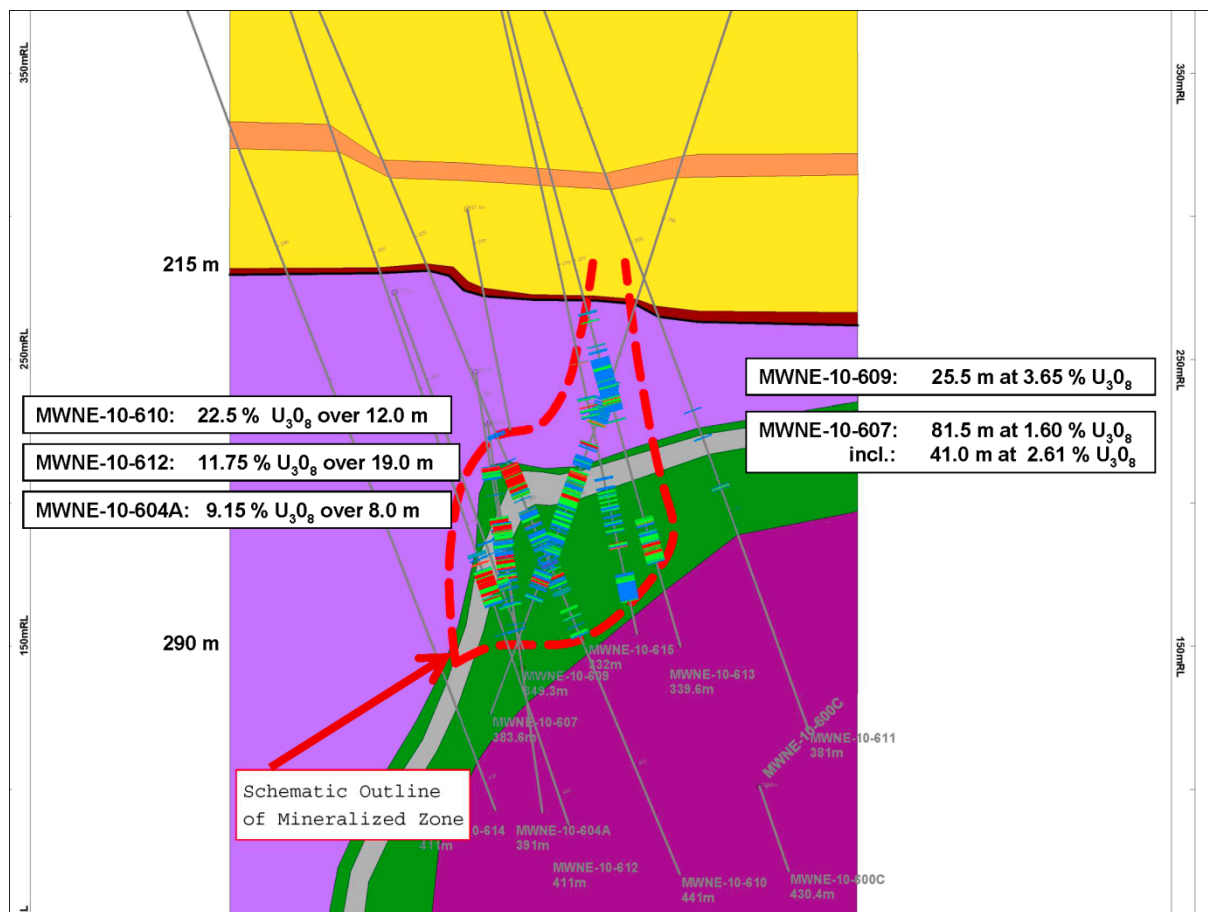 350mRL
350mRL
215 m
250mRL
250mRL
MWNE-10-609: 25.5 m at 3.65 % U₃0₈
MWNE-10-610: 22.5 % U₃0₈ over 12.0 m
MWNE-10-607: 81.5 m at 1.60 % U₃0₈
incl.: 41.0 m at 2.61 % U₃0₈
MWNE-10-612: 11.75 % U₃0₈ over 19.0 m
MWNE-10-604A: 9.15 % U₃0₈ over 8.0 m
290 m
150mRL
150mRL
MWNE-10-615
332m
MWNE-10-609
349.3m
MWNE-10-613
339.6m
MWNE-10-607
383.6m
MWNE-10-600C
MWNE-10-611
381m
Schematic Outline
of Mineralized Zone
0-614
411m
MWNE-10-604A
391m
MWNE-10-612
411m
MWNE-10-610
441m
MWNE-10-600C
430.4m